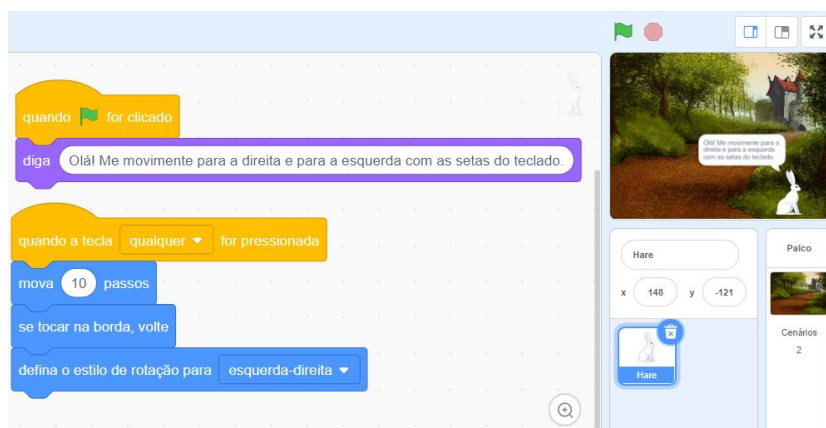 quando for clicado
diga Olá! Me movimente para a direita e para a esquerda com as setas do teclado.
quando a tecla qualquer for pressionada
mova 10 passos
se tocar na borda, volte
defina o estilo de rotação para esquerda-direita
Olá! Me movimente para a
direita e para a esquerda
com as setas do teclado.
Hare
x 148 y -121
Hare
Palco
Cenários
2